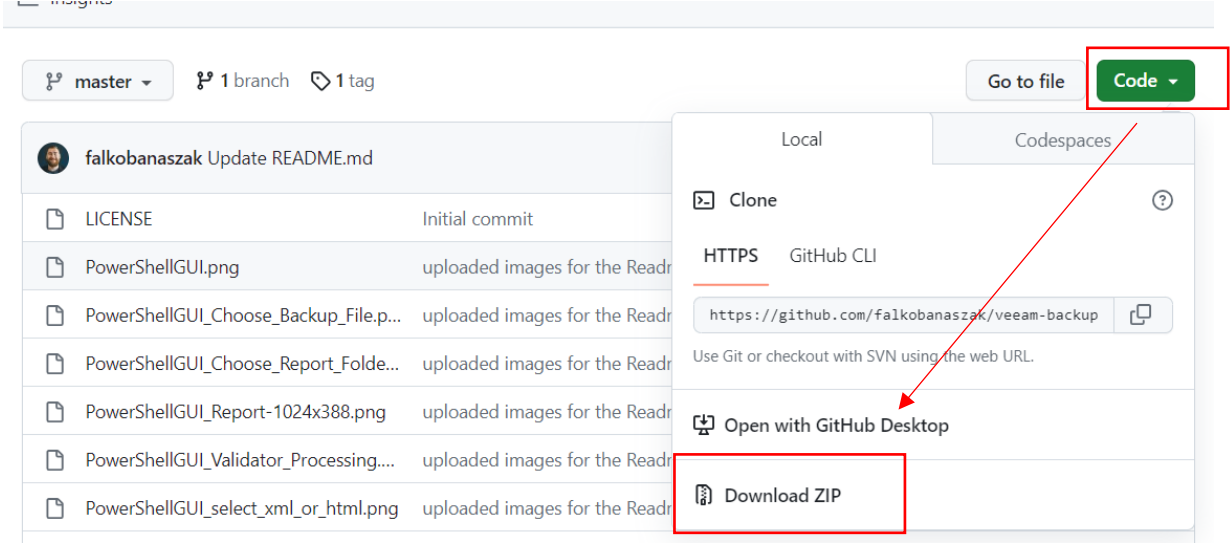 Insights
master
1 branch
1 tag
Go to file
Code
falkobanaszak Update README.md
LICENSE Initial commit
PowerShellGUI.png uploaded images for the Readr
PowerShellGUI_Choose_Backup_File.p... uploaded images for the Readr
PowerShellGUI_Choose_Report_Folde... uploaded images for the Readr
PowerShellGUI_Report-1024x388.png uploaded images for the Readr
PowerShellGUI_Validator_Processing.... uploaded images for the Readr
PowerShellGUI_select_xml_or_html.png uploaded images for the Readr
Local
Codespaces
Clone
HTTPS
GitHub CLI
https://github.com/falkobanaszak/veeam-backup
Use Git or checkout with SVN using the web URL.
Open with GitHub Desktop
Download ZIP